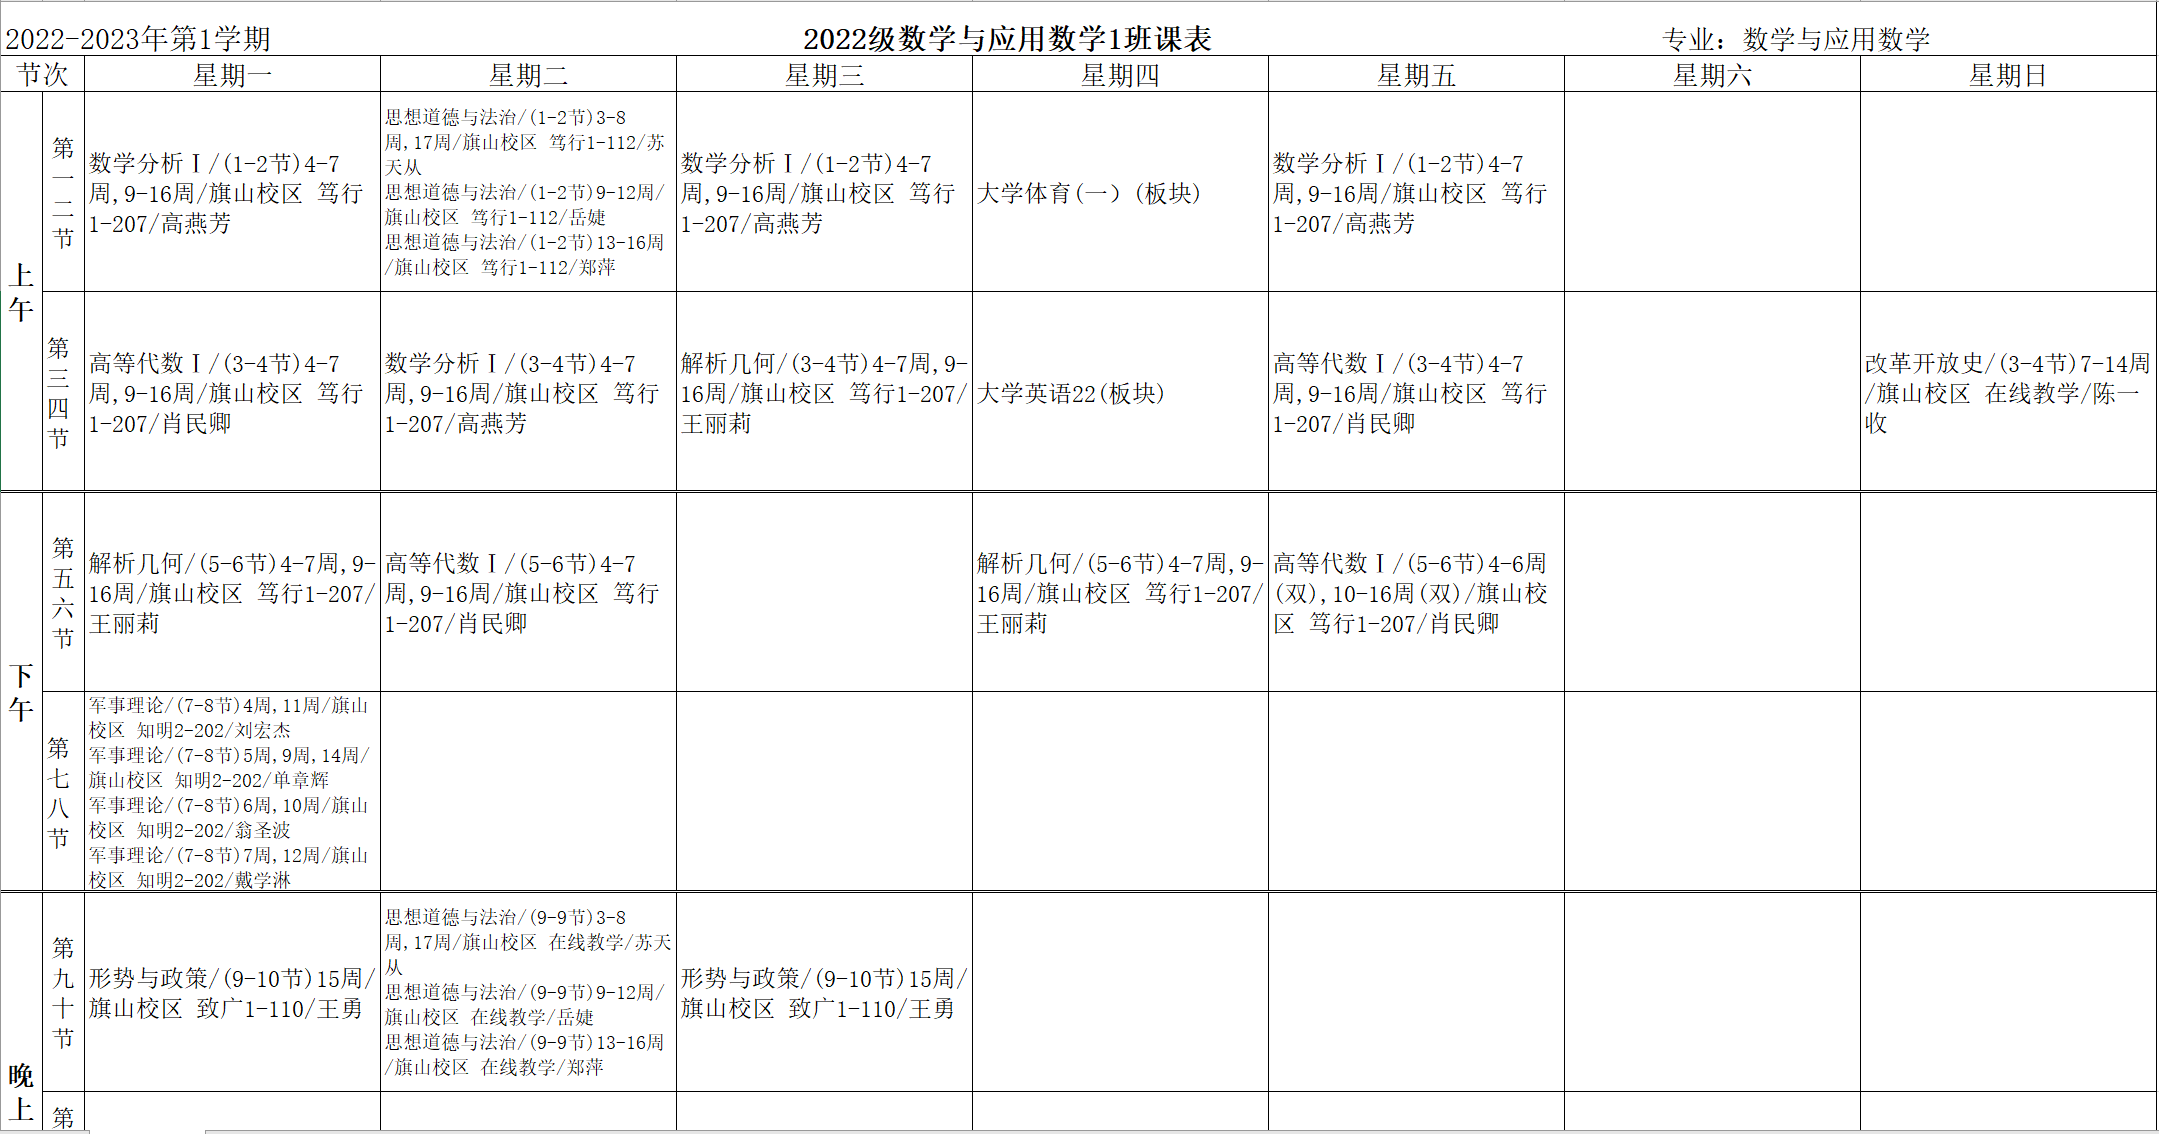 2022-2023年第1学期 2022级数学与应用数学1班课表 专业：数学与应用数学
节次 星期一 星期二 星期三 星期四 星期五 星期六 星期日
上午
第一二节
数学分析Ⅰ/(1-2节)4-7
周,9-16周/旗山校区 笃行
1-207/高燕芳
思想道德与法治/(1-2节)3-8
周,17周/旗山校区 笃行1-112/苏
天从
思想道德与法治/(1-2节)9-12周/
旗山校区 笃行1-112/岳婕
思想道德与法治/(1-2节)13-16周
/旗山校区 笃行1-112/郑萍
数学分析Ⅰ/(1-2节)4-7
周,9-16周/旗山校区 笃行
1-207/高燕芳
大学体育(一）(板块)
数学分析Ⅰ/(1-2节)4-7
周,9-16周/旗山校区 笃行
1-207/高燕芳
第三四节
高等代数Ⅰ/(3-4节)4-7
周,9-16周/旗山校区 笃行
1-207/肖民卿
数学分析Ⅰ/(3-4节)4-7
周,9-16周/旗山校区 笃行
1-207/高燕芳
解析几何/(3-4节)4-7周,9-
16周/旗山校区 笃行1-207/
王丽莉
大学英语22(板块)
高等代数Ⅰ/(3-4节)4-7
周,9-16周/旗山校区 笃行
1-207/肖民卿
改革开放史/(3-4节)7-14周
/旗山校区 在线教学/陈一
收
下午
第五六节
解析几何/(5-6节)4-7周,9-
16周/旗山校区 笃行1-207/
王丽莉
高等代数Ⅰ/(5-6节)4-7
周,9-16周/旗山校区 笃行
1-207/肖民卿
解析几何/(5-6节)4-7周,9-
16周/旗山校区 笃行1-207/
王丽莉
高等代数Ⅰ/(5-6节)4-6周
(双),10-16周(双)/旗山校
区 笃行1-207/肖民卿
第七八节
军事理论/(7-8节)4周,11周/旗山
校区 知明2-202/刘宏杰
军事理论/(7-8节)5周,9周,14周/
旗山校区 知明2-202/单章辉
军事理论/(7-8节)6周,10周/旗山
校区 知明2-202/翁圣波
军事理论/(7-8节)7周,12周/旗山
校区 知明2-202/戴学淋
晚上
第九十节
形势与政策/(9-10节)15周/
旗山校区 致广1-110/王勇
思想道德与法治/(9-9节)3-8
周,17周/旗山校区 在线教学/苏天
从
思想道德与法治/(9-9节)9-12周/
旗山校区 在线教学/岳婕
思想道德与法治/(9-9节)13-16周
/旗山校区 在线教学/郑萍
形势与政策/(9-10节)15周/
旗山校区 致广1-110/王勇
第